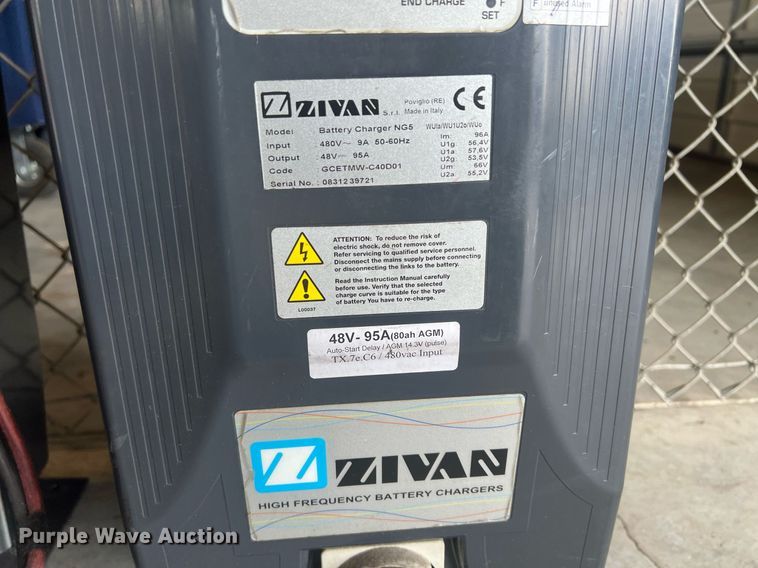 END CHARGE F
SET
F unused Alarm
ZIVAN S.r.l.
Poviglio (RE)
Made in Italy
CE
Model Battery Charger NG5 WUIa/WU1U2o/WUo
Input 480V~ 9A 50-60Hz
Output 48V 95A
Code GCETMW-C40D01
Serial No. : 0831239721
Im: 96A
U1g: 56,4V
U1a: 57,6V
U2g: 53,5V
Um: 66V
U2a: 55,2V
ATTENTION: To reduce the risk of
electric shock, do not remove cover.
Refer servicing to qualified service personnel.
Disconnect the mains supply before connecting
or disconnecting the links to the battery.
Read the Instruction Manual carefully
before use. Verify that the selected
charge curve is suitable for the type
of battery You have to re-charge.
L00037
48V- 95A(80ah AGM)
Auto-Start Delay / AGM 14.3V (pulse)
TX.7e.C6 / 480vac Input
ZIVAN
HIGH FREQUENCY BATTERY CHARGERS
Purple Wave Auction